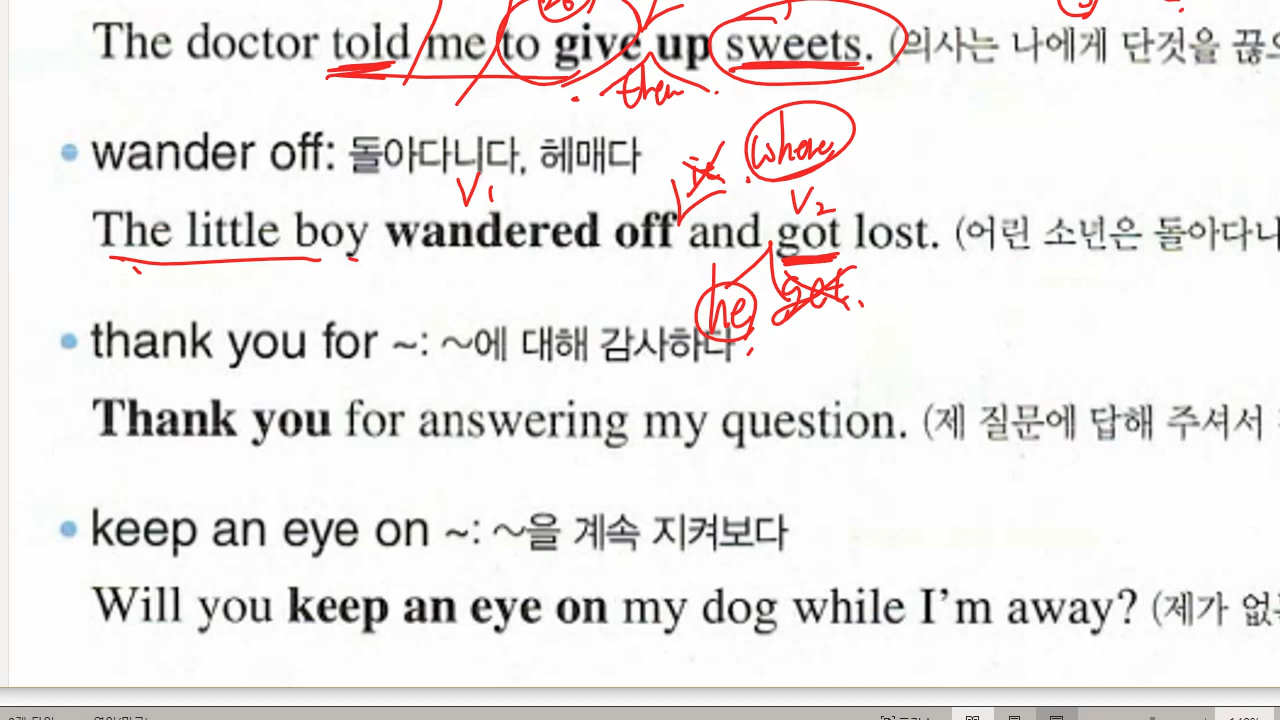 The doctor told me to give up sweets. (의사는 나에게 단것을 끊으
them
wander off: 돌아다니다, 헤매다
where
V1
V2
The little boy wandered off and got lost. (어린 소년은 돌아다니
he
thank you for ~: ~에 대해 감사하다
Thank you for answering my question. (제 질문에 답해 주셔서
keep an eye on ~: ~을 계속 지켜보다
Will you keep an eye on my dog while I'm away? (제가 없는